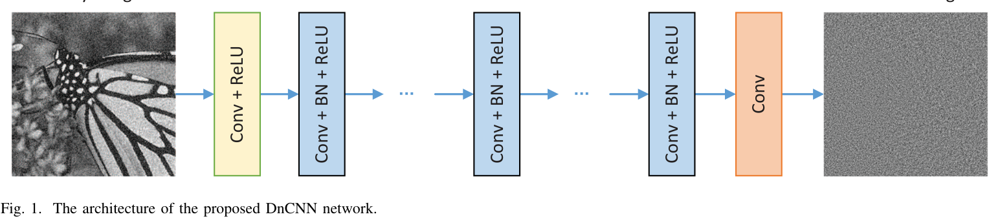 Conv + ReLU
Conv + BN + ReLU
...
Conv + BN + ReLU
...
Conv + BN + ReLU
Conv
Fig. 1. The architecture of the proposed DnCNN network.